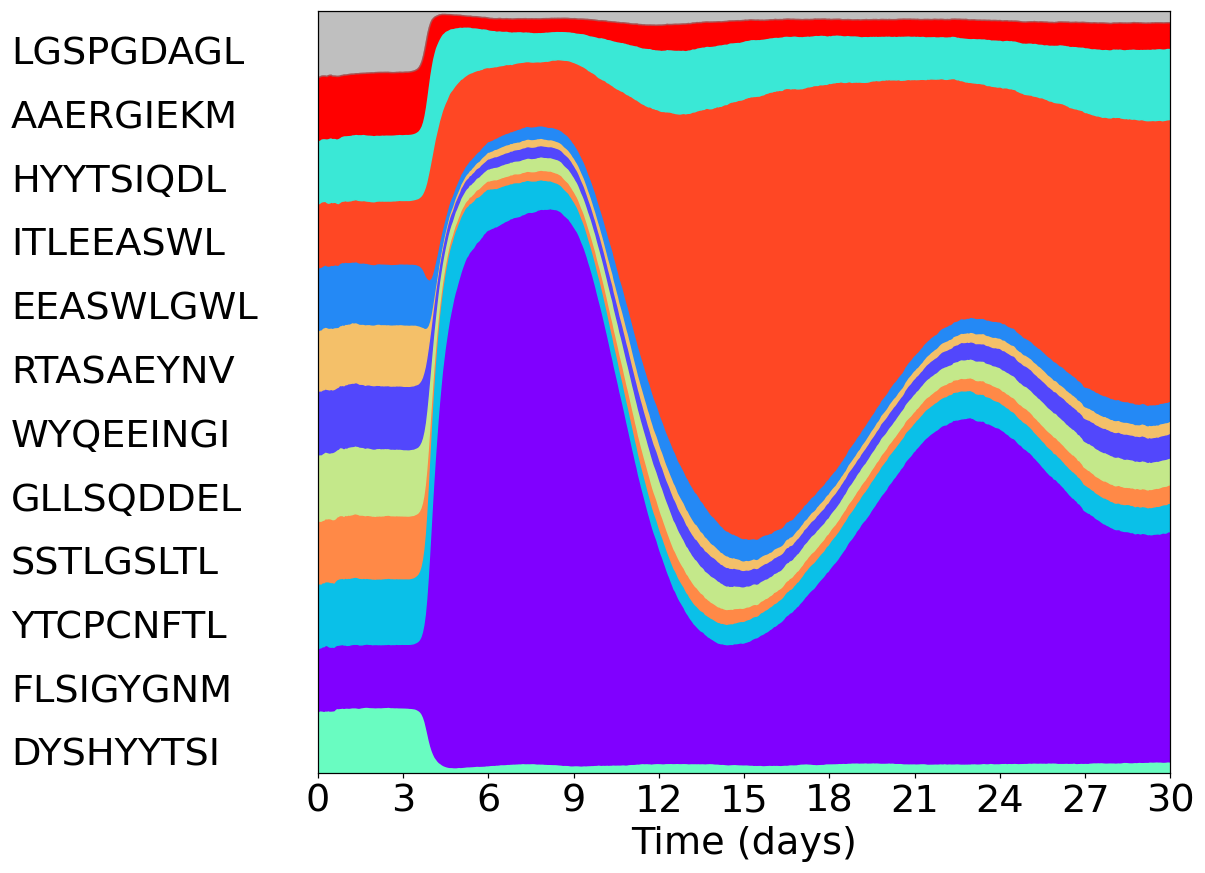 LGSPGDAGL
AAERGIEKM
HYYTSIQDL
ITLEEASWL
EEASWLGWL
RTASAEYNV
WYQEEINGI
GLLSQDDEL
SSTLGSLTL
YTCPCNFTL
FLSIGYGNM
DYSHYYTSI
0 3 6 9 12 15 18 21 24 27 30
Time (days)